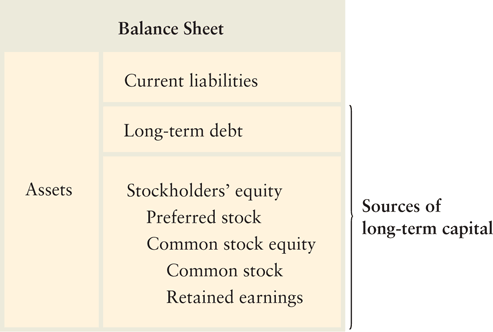 Balance Sheet
Current liabilities
Long-term debt
Assets
Stockholders' equity
Preferred stock
Common stock equity
Common stock
Retained earnings
Sources of
long-term capital